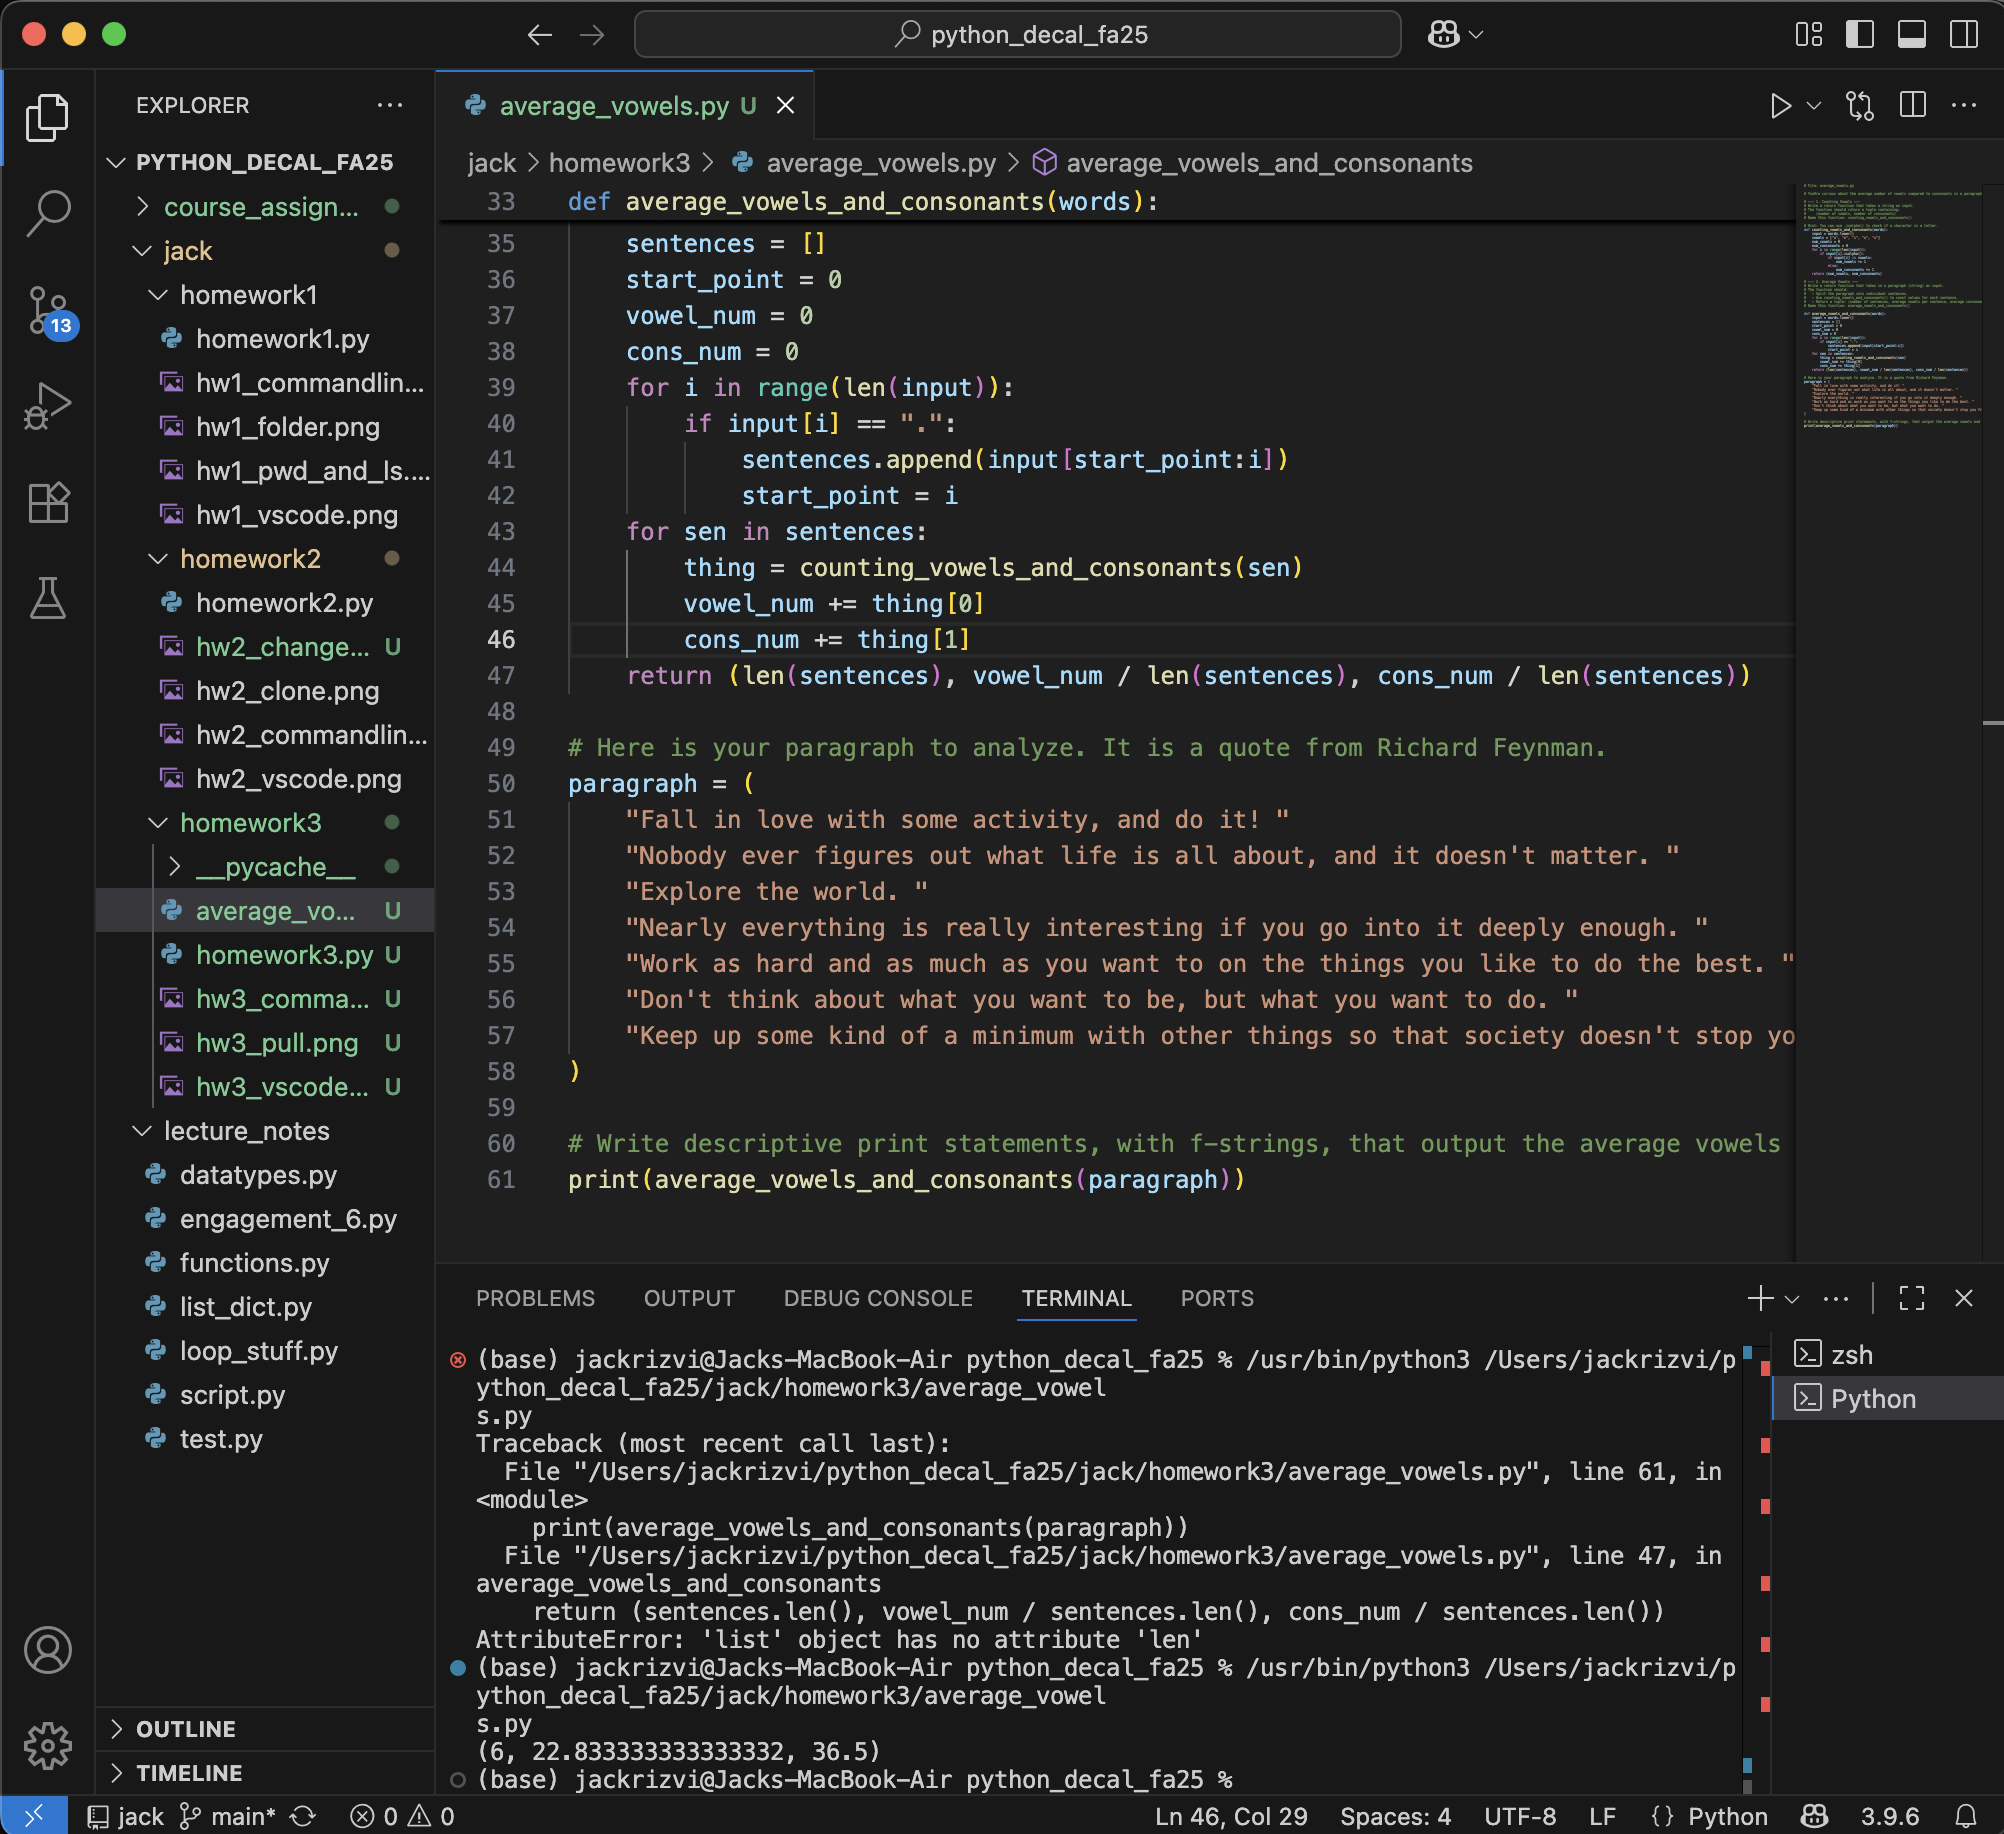 python_decal_fa25
EXPLORER
PYTHON_DECAL_FA25
course_assign...
jack
homework1
homework1.py
hw1_commandlin...
hw1_folder.png
hw1_pwd_and_ls....
hw1_vscode.png
homework2
homework2.py
hw2_change... U
hw2_clone.png
hw2_commandlin...
hw2_vscode.png
homework3
__pycache__
average_vo... U
homework3.py U
hw3_comma... U
hw3_pull.png U
hw3_vscode... U
lecture_notes
datatypes.py
engagement_6.py
functions.py
list_dict.py
loop_stuff.py
script.py
test.py
OUTLINE
TIMELINE
13
average_vowels.py U
jack > homework3 > average_vowels.py > average_vowels_and_consonants
33 def average_vowels_and_consonants(words):
35 sentences = []
36 start_point = 0
37 vowel_num = 0
38 cons_num = 0
39 for i in range(len(input)):
40 if input[i] == ".":
41 sentences.append(input[start_point:i])
42 start_point = i
43 for sen in sentences:
44 thing = counting_vowels_and_consonants(sen)
45 vowel_num += thing[0]
46 cons_num += thing[1]
47 return (len(sentences), vowel_num / len(sentences), cons_num / len(sentences))
48
49 # Here is your paragraph to analyze. It is a quote from Richard Feynman.
50 paragraph = (
51 "Fall in love with some activity, and do it! "
52 "Nobody ever figures out what life is all about, and it doesn't matter. "
53 "Explore the world. "
54 "Nearly everything is really interesting if you go into it deeply enough. "
55 "Work as hard and as much as you want to on the things you like to do the best. "
56 "Don't think about what you want to be, but what you want to do. "
57 "Keep up some kind of a minimum with other things so that society doesn't stop yo
58 )
59
60 # Write descriptive print statements, with f-strings, that output the average vowels
61 print(average_vowels_and_consonants(paragraph))
PROBLEMS OUTPUT DEBUG CONSOLE TERMINAL PORTS
(base) jackrizvi@Jacks-MacBook-Air python_decal_fa25 % /usr/bin/python3 /Users/jackrizvi/p
ython_decal_fa25/jack/homework3/average_vowel
s.py
Traceback (most recent call last):
File "/Users/jackrizvi/python_decal_fa25/jack/homework3/average_vowels.py", line 61, in
<module>
print(average_vowels_and_consonants(paragraph))
File "/Users/jackrizvi/python_decal_fa25/jack/homework3/average_vowels.py", line 47, in
average_vowels_and_consonants
return (sentences.len(), vowel_num / sentences.len(), cons_num / sentences.len())
AttributeError: 'list' object has no attribute 'len'
(base) jackrizvi@Jacks-MacBook-Air python_decal_fa25 % /usr/bin/python3 /Users/jackrizvi/p
ython_decal_fa25/jack/homework3/average_vowel
s.py
(6, 22.833333333333332, 36.5)
(base) jackrizvi@Jacks-MacBook-Air python_decal_fa25 %
zsh
Python
jack main* 0 0 Ln 46, Col 29 Spaces: 4 UTF-8 LF {} Python 3.9.6